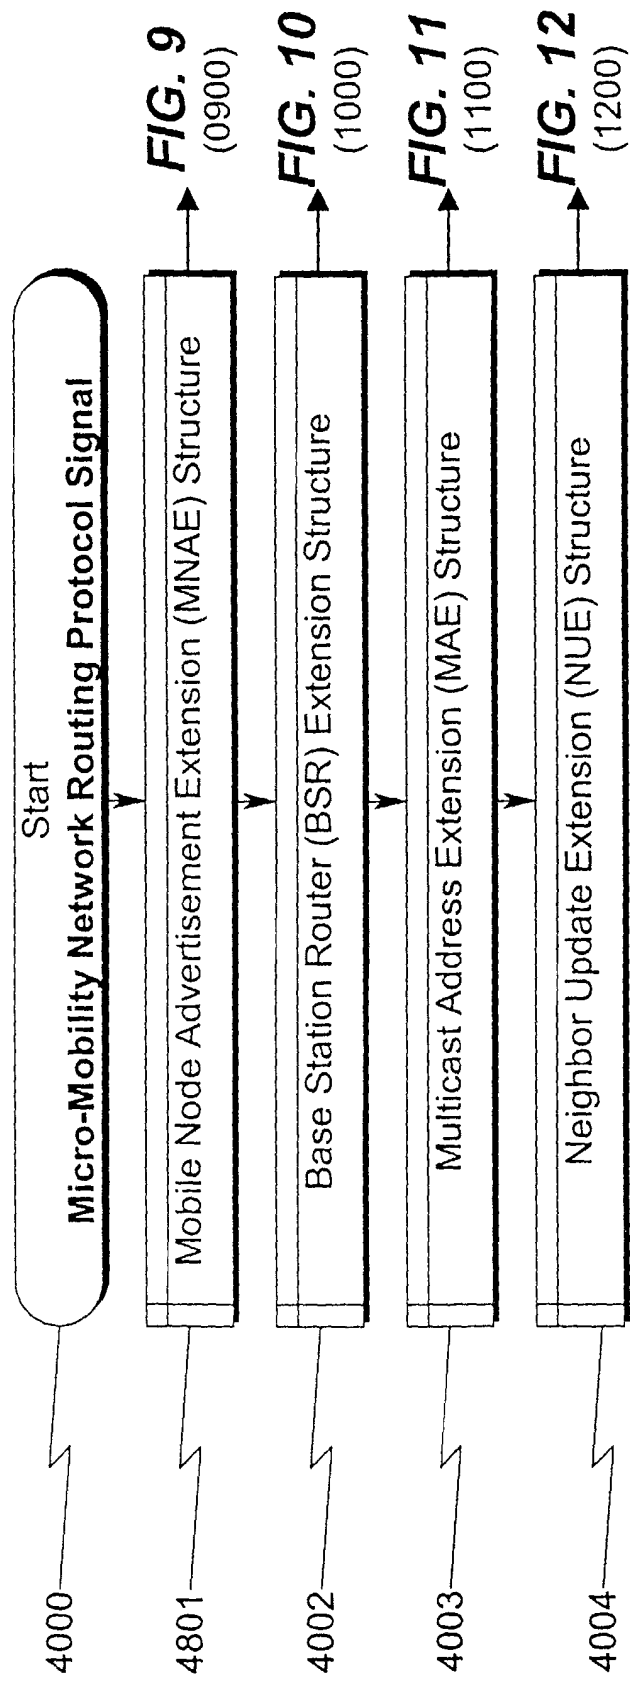 4000
Start
Micro-Mobility Network Routing Protocol Signal
4801
Mobile Node Advertisement Extension (MNAE) Structure
FIG. 9
(0900)
4002
Base Station Router (BSR) Extension Structure
FIG. 10
(1000)
4003
Multicast Address Extension (MAE) Structure
FIG. 11
(1100)
4004
Neighbor Update Extension (NUE) Structure
FIG. 12
(1200)